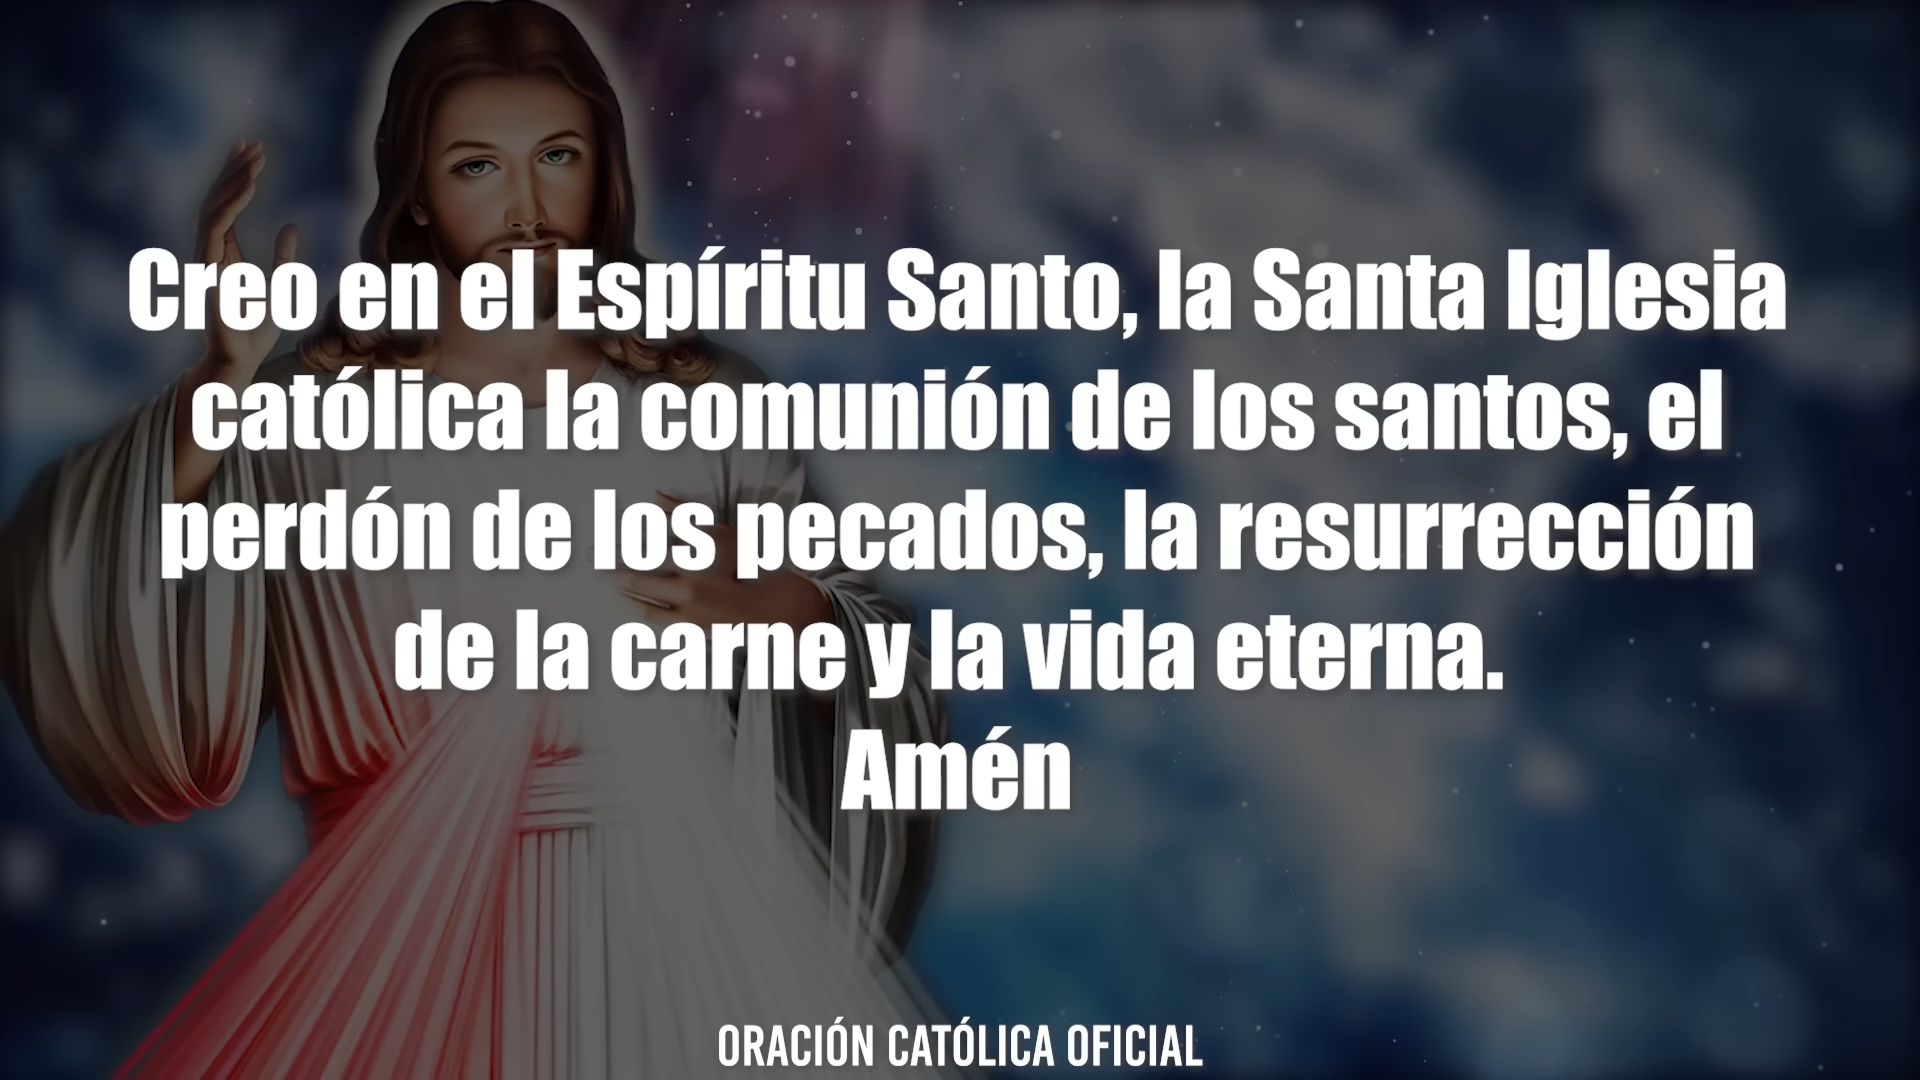 Creo en el Espíritu Santo, la Santa Iglesia
católica la comunión de los santos, el
perdón de los pecados, la resurrección
de la carne y la vida eterna.
Amén
ORACIÓN CATÓLICA OFICIAL